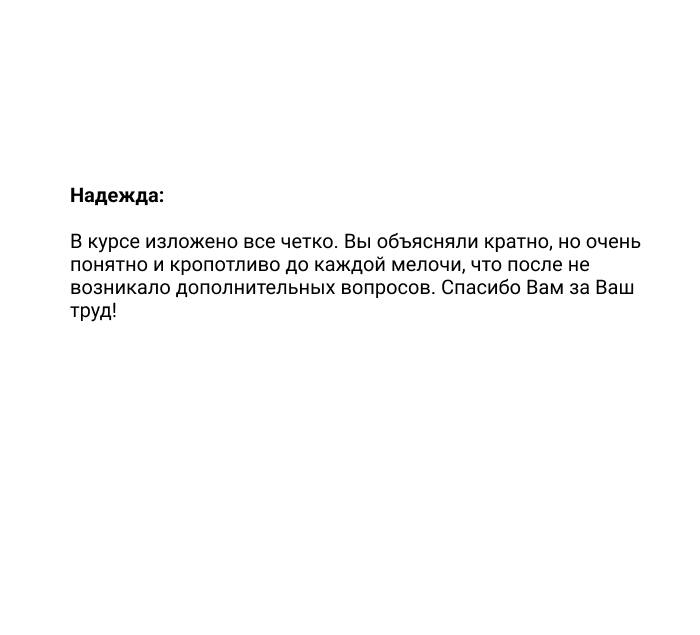 Надежда:
В курсе изложено все четко. Вы объясняли кратно, но очень
понятно и кропотливо до каждой мелочи, что после не
возникало дополнительных вопросов. Спасибо Вам за Ваш
труд!